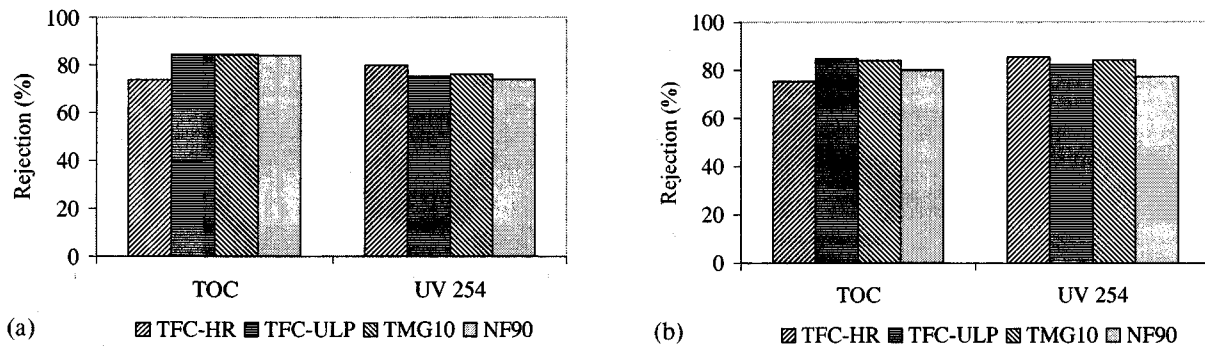 100
80
60
40
20
0
Rejection (%)
TOC UV 254
(a) TFC-HR TFC-ULP TMG10 NF90
100
80
60
40
20
0
Rejection (%)
TOC UV 254
(b) TFC-HR TFC-ULP TMG10 NF90